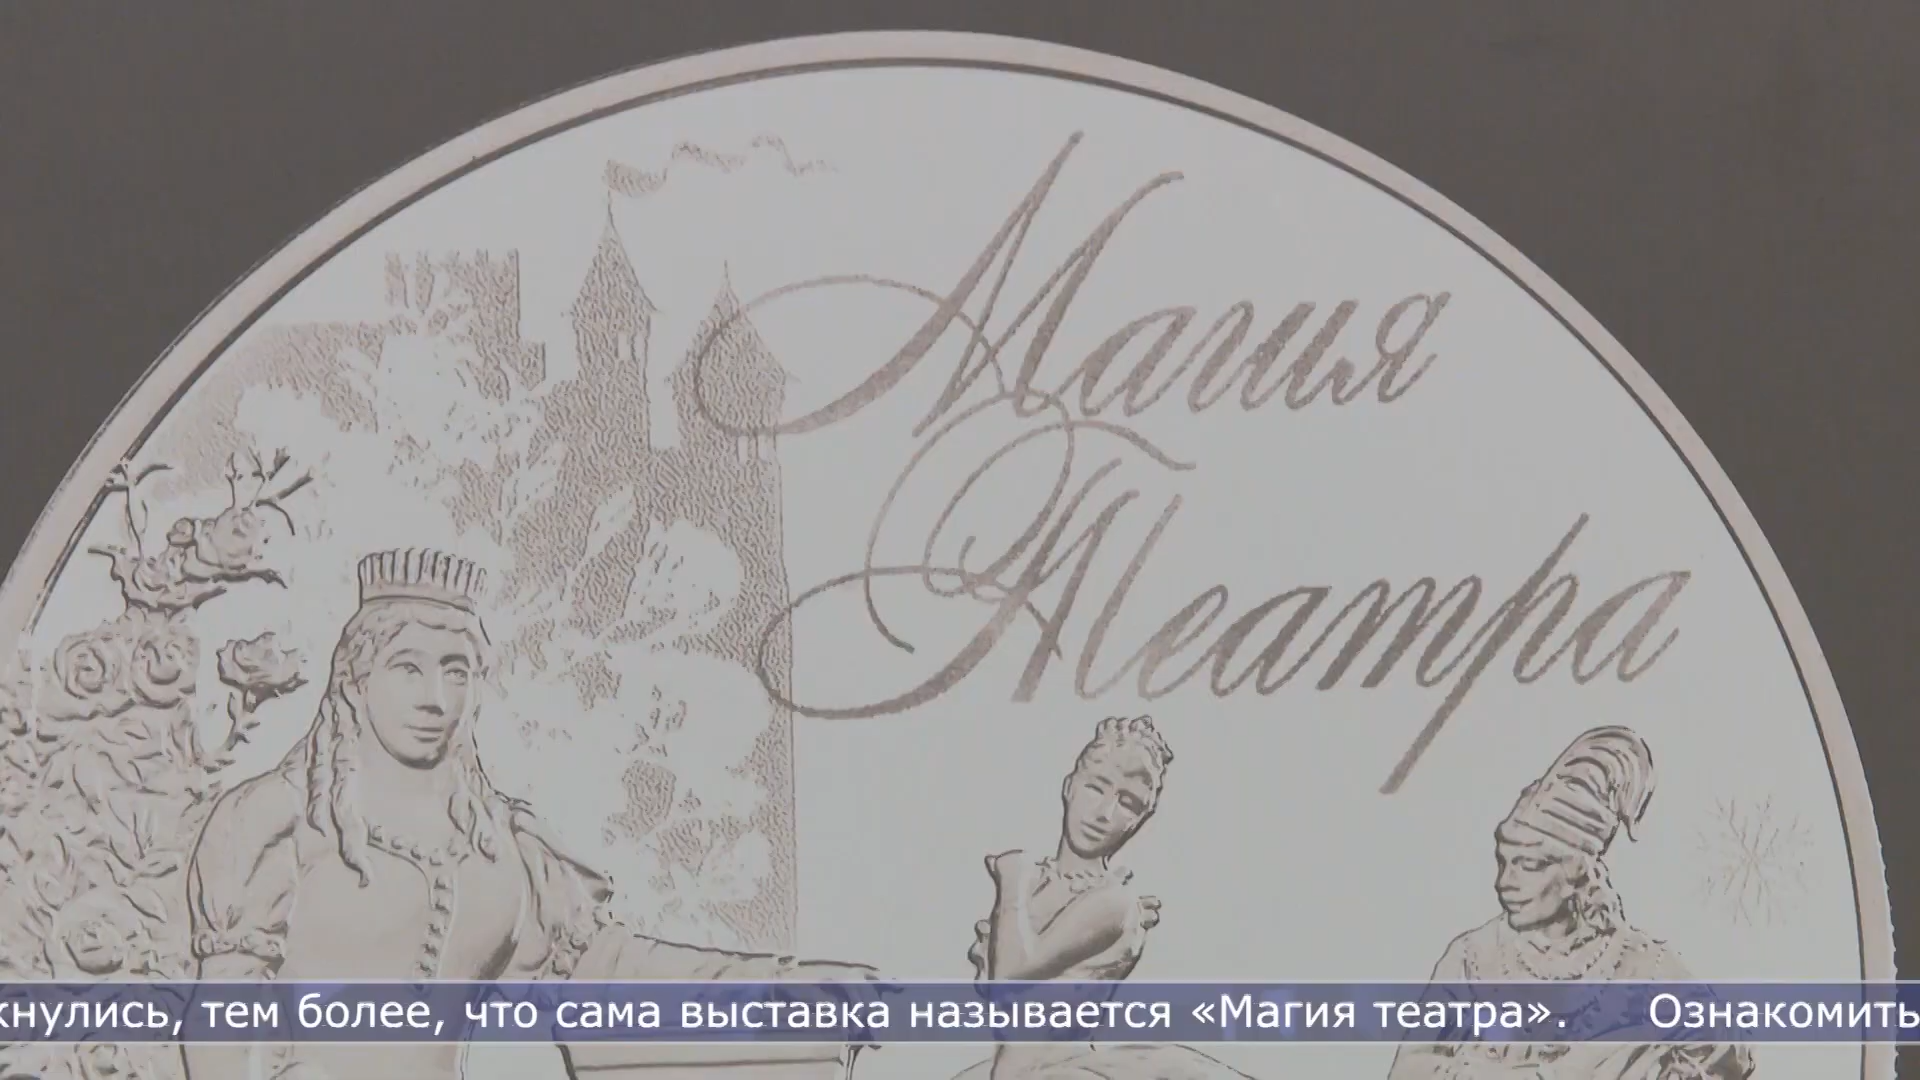 Магия
Театра
кнулись, тем более, что сама выставка называется «Магия театра». Ознакомить